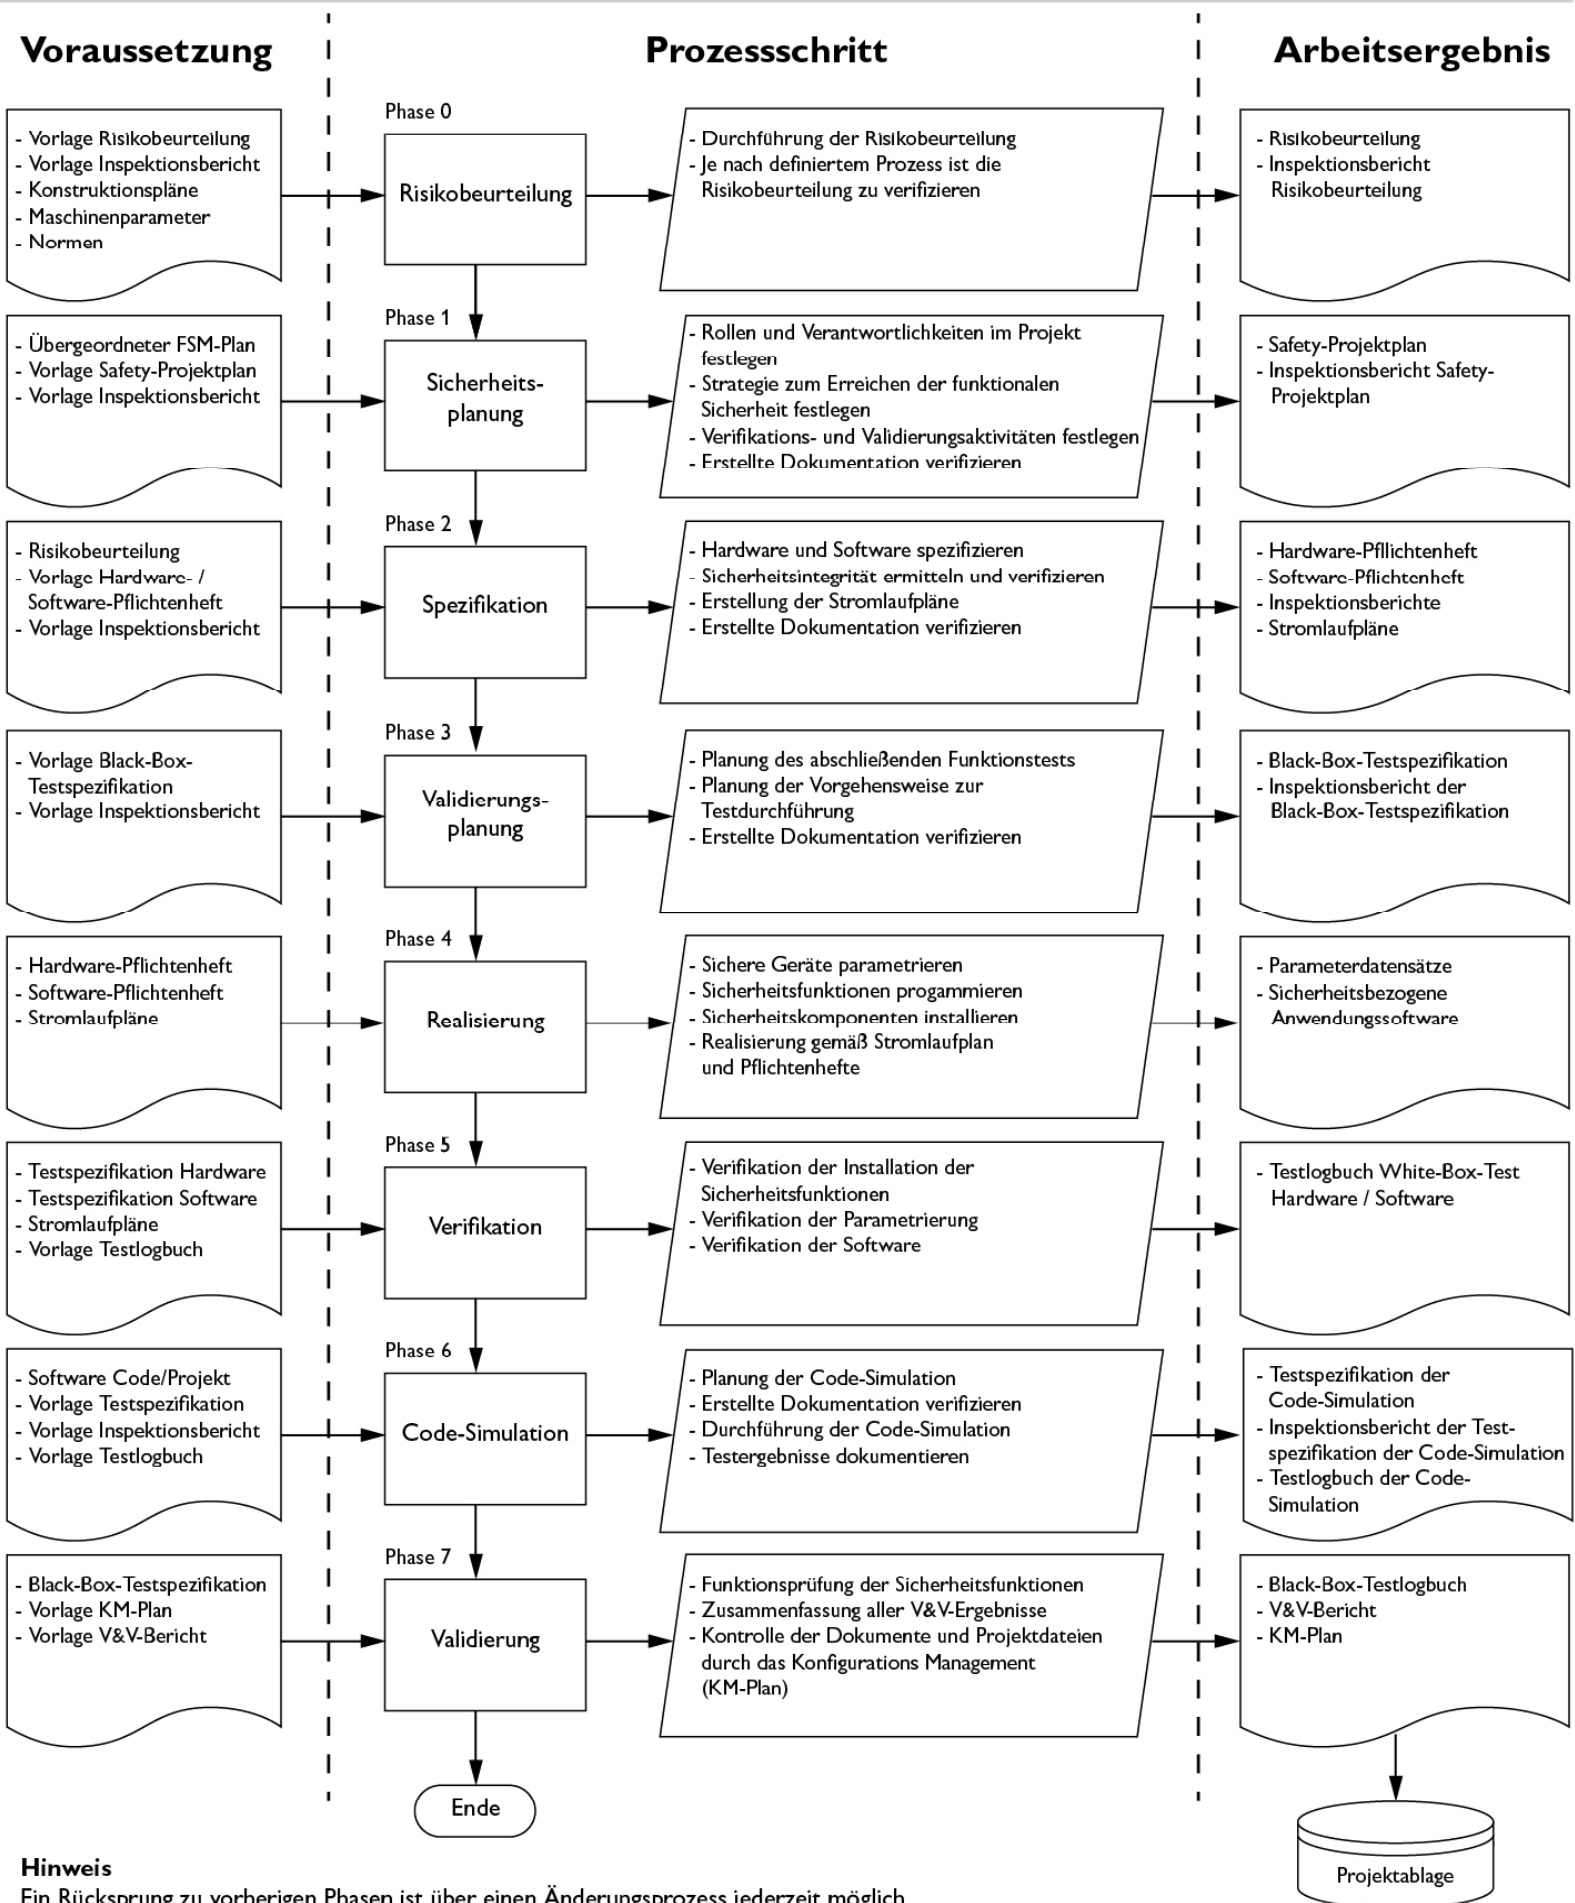 Voraussetzung
Prozessschritt
Arbeitsergebnis
Phase 0
- Vorlage Risikobeurteilung
- Vorlage Inspektionsbericht
- Konstruktionspläne
- Maschinenparameter
- Normen
Risikobeurteilung
- Durchführung der Risikobeurteilung
- Je nach definiertem Prozess ist die
Risikobeurteilung zu verifizieren
- Risikobeurteilung
- Inspektionsbericht
Risikobeurteilung
Phase 1
- Übergeordneter FSM-Plan
- Vorlage Safety-Projektplan
- Vorlage Inspektionsbericht
Sicherheits-
planung
- Rollen und Verantwortlichkeiten im Projekt
festlegen
- Strategie zum Erreichen der funktionalen
Sicherheit festlegen
- Verifikations- und Validierungsaktivitäten festlegen
- Erstellte Dokumentation verifizieren
- Safety-Projektplan
- Inspektionsbericht Safety-
Projektplan
Phase 2
- Risikobeurteilung
- Vorlage Hardware- /
Software-Pflichtenheft
- Vorlage Inspektionsbericht
Spezifikation
- Hardware und Software spezifizieren
- Sicherheitsintegrität ermitteln und verifizieren
- Erstellung der Stromlaufpläne
- Erstellte Dokumentation verifizieren
- Hardware-Pfllichtenheft
- Software-Pflichtenheft
- Inspektionsberichte
- Stromlaufpläne
Phase 3
- Vorlage Black-Box-
Testspezifikation
- Vorlage Inspektionsbericht
Validierungs-
planung
- Planung des abschließenden Funktionstests
- Planung der Vorgehensweise zur
Testdurchführung
- Erstellte Dokumentation verifizieren
- Black-Box-Testspezifikation
- Inspektionsbericht der
Black-Box-Testspezifikation
Phase 4
- Hardware-Pflichtenheft
- Software-Pflichtenheft
- Stromlaufpläne
Realisierung
- Sichere Geräte parametrieren
- Sicherheitsfunktionen progammieren
- Sicherheitskomponenten installieren
- Realisierung gemäß Stromlaufplan
und Pflichtenhefte
- Parameterdatensätze
- Sicherheitsbezogene
Anwendungssoftware
Phase 5
- Testspezifikation Hardware
- Testspezifikation Software
- Stromlaufpläne
- Vorlage Testlogbuch
Verifikation
- Verifikation der Installation der
Sicherheitsfunktionen
- Verifikation der Parametrierung
- Verifikation der Software
- Testlogbuch White-Box-Test
Hardware / Software
Phase 6
- Software Code/Projekt
- Vorlage Testspezifikation
- Vorlage Inspektionsbericht
- Vorlage Testlogbuch
Code-Simulation
- Planung der Code-Simulation
- Erstellte Dokumentation verifizieren
- Durchführung der Code-Simulation
- Testergebnisse dokumentieren
- Testspezifikation der
Code-Simulation
- Inspektionsbericht der Test-
spezifikation der Code-Simulation
- Testlogbuch der Code-
Simulation
Phase 7
- Black-Box-Testspezifikation
- Vorlage KM-Plan
- Vorlage V&V-Bericht
Validierung
- Funktionsprüfung der Sicherheitsfunktionen
- Zusammenfassung aller V&V-Ergebnisse
- Kontrolle der Dokumente und Projektdateien
durch das Konfigurations Management
(KM-Plan)
- Black-Box-Testlogbuch
- V&V-Bericht
- KM-Plan
Ende
Projektablage
Hinweis
Ein Rücksprung zu vorherigen Phasen ist über einen Änderungsprozess jederzeit möglich